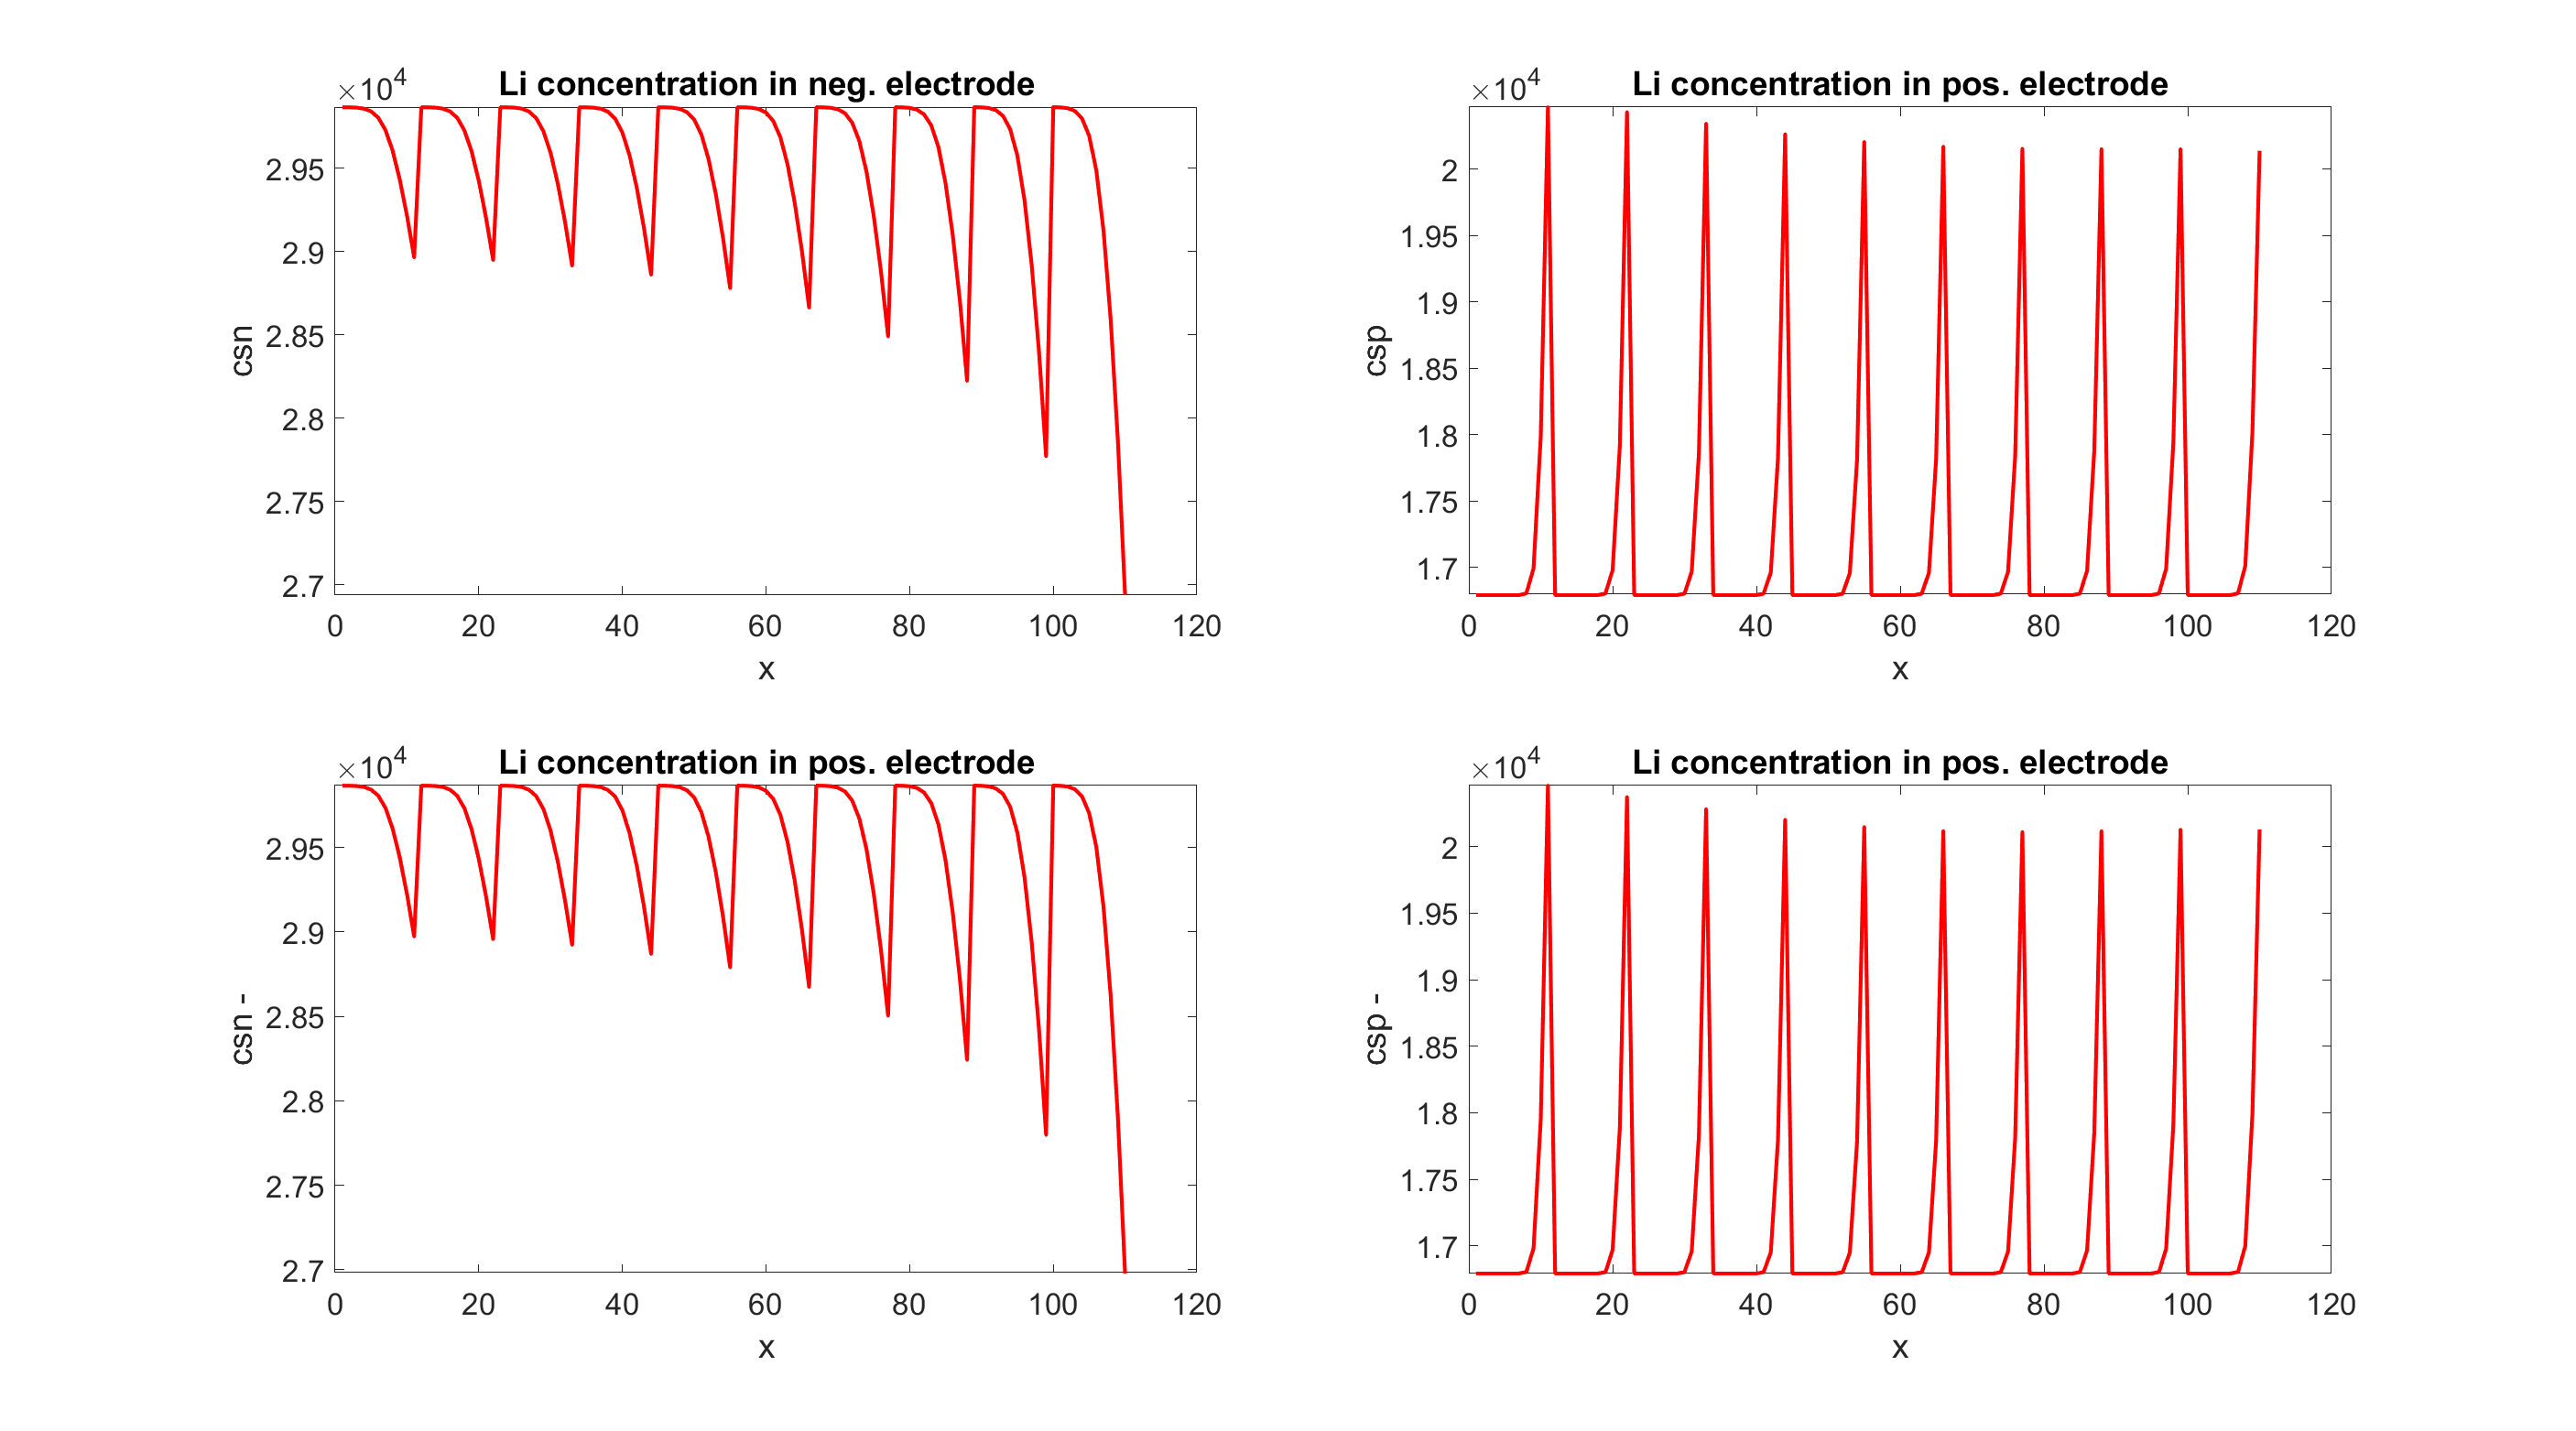 ×10⁴
Li concentration in neg. electrode
2.95
2.9
2.85
2.8
2.75
2.7
csn
0 20 40 60 80 100 120
x
×10⁴
Li concentration in pos. electrode
2
1.95
1.9
1.85
1.8
1.75
1.7
csp
0 20 40 60 80 100 120
x
×10⁴
Li concentration in pos. electrode
2.95
2.9
2.85
2.8
2.75
2.7
csn -
0 20 40 60 80 100 120
x
×10⁴
Li concentration in pos. electrode
2
1.95
1.9
1.85
1.8
1.75
1.7
csp -
0 20 40 60 80 100 120
x